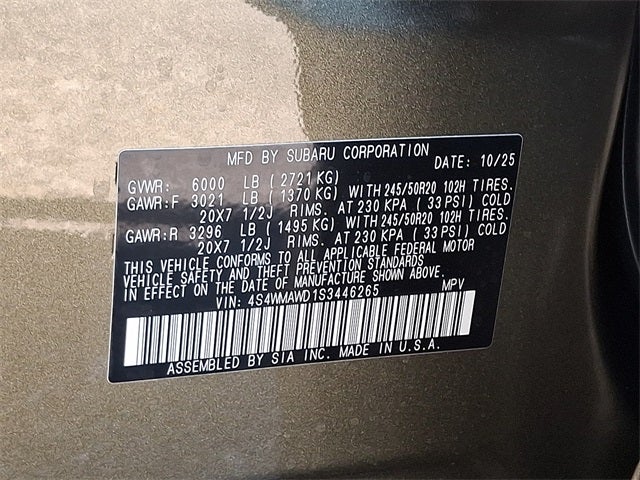 MFD BY SUBARU CORPORATION DATE: 10/25
GVWR: 6000 LB ( 2721 KG)
GAWR:F 3021 LB ( 1370 KG) WITH 245/50R20 102H TIRES.
20X7 1/2J RIMS. AT 230 KPA ( 33 PSI) COLD
GAWR:R 3296 LB ( 1495 KG) WITH 245/50R20 102H TIRES.
20X7 1/2J RIMS. AT 230 KPA ( 33 PSI) COLD
THIS VEHICLE CONFORMS TO ALL APPLICABLE FEDERAL MOTOR
VEHICLE SAFETY AND THEFT PREVENTION STANDARDS
IN EFFECT ON THE DATE OF MANUFACTURE SHOWN ABOVE.
VIN: 4S4WMAWD1S3446265 MPV
ASSEMBLED BY SIA INC. MADE IN U.S.A.